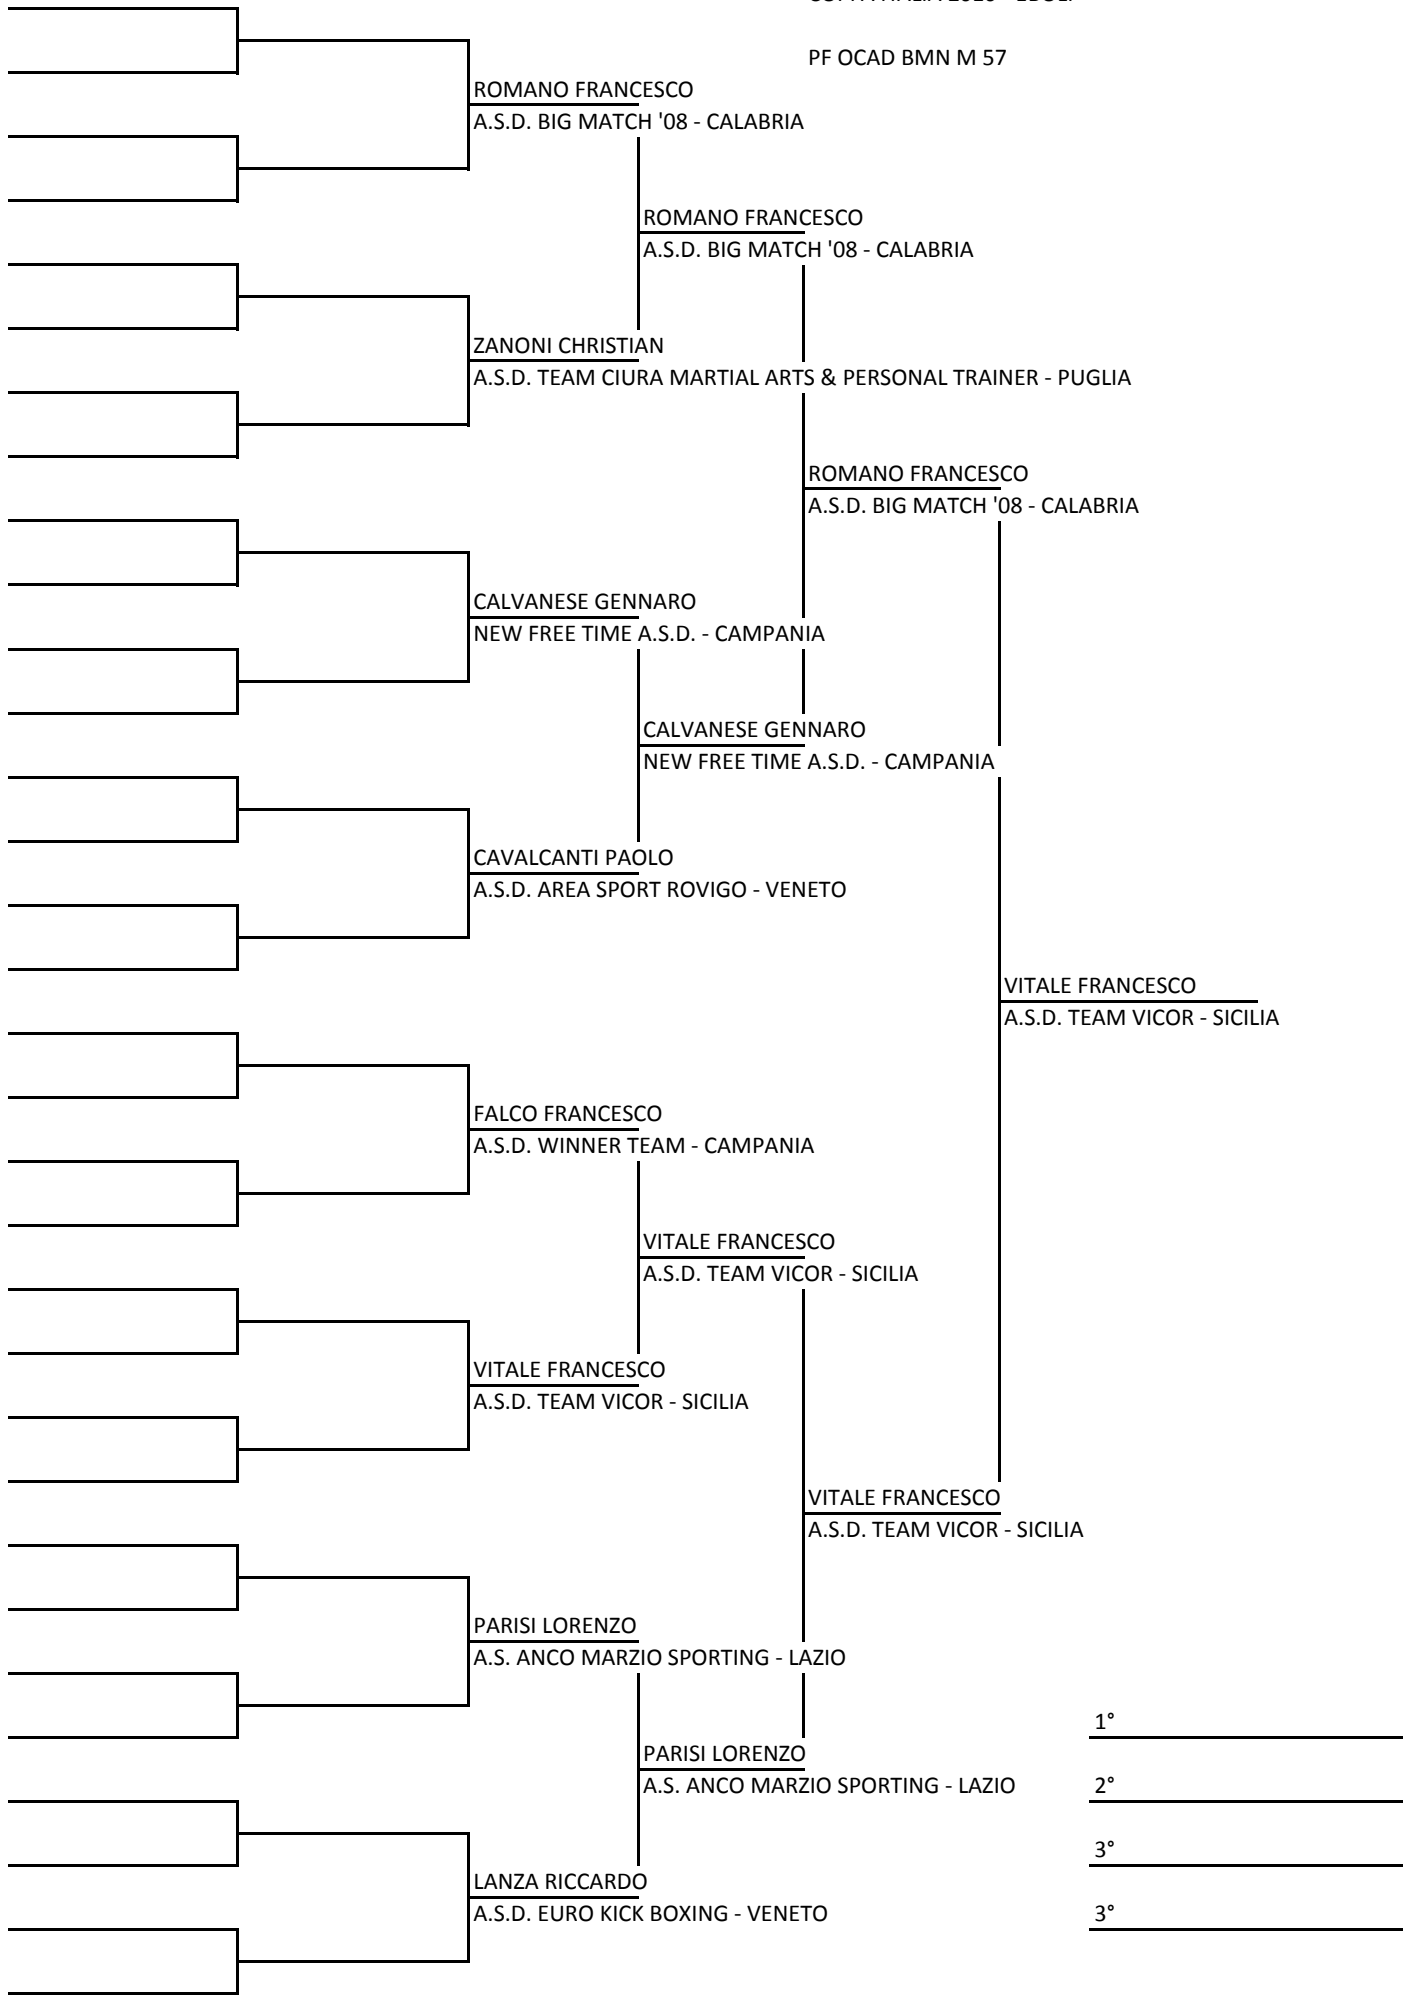 PF OCAD BMN M 57
ROMANO FRANCESCO
A.S.D. BIG MATCH '08 - CALABRIA
ROMANO FRANCESCO
A.S.D. BIG MATCH '08 - CALABRIA
ZANONI CHRISTIAN
A.S.D. TEAM CIURA MARTIAL ARTS & PERSONAL TRAINER - PUGLIA
ROMANO FRANCESCO
A.S.D. BIG MATCH '08 - CALABRIA
CALVANESE GENNARO
NEW FREE TIME A.S.D. - CAMPANIA
CALVANESE GENNARO
NEW FREE TIME A.S.D. - CAMPANIA
CAVALCANTI PAOLO
A.S.D. AREA SPORT ROVIGO - VENETO
VITALE FRANCESCO
A.S.D. TEAM VICOR - SICILIA
FALCO FRANCESCO
A.S.D. WINNER TEAM - CAMPANIA
VITALE FRANCESCO
A.S.D. TEAM VICOR - SICILIA
VITALE FRANCESCO
A.S.D. TEAM VICOR - SICILIA
VITALE FRANCESCO
A.S.D. TEAM VICOR - SICILIA
PARISI LORENZO
A.S. ANCO MARZIO SPORTING - LAZIO
1°
PARISI LORENZO
A.S. ANCO MARZIO SPORTING - LAZIO
2°
3°
LANZA RICCARDO
A.S.D. EURO KICK BOXING - VENETO
3°